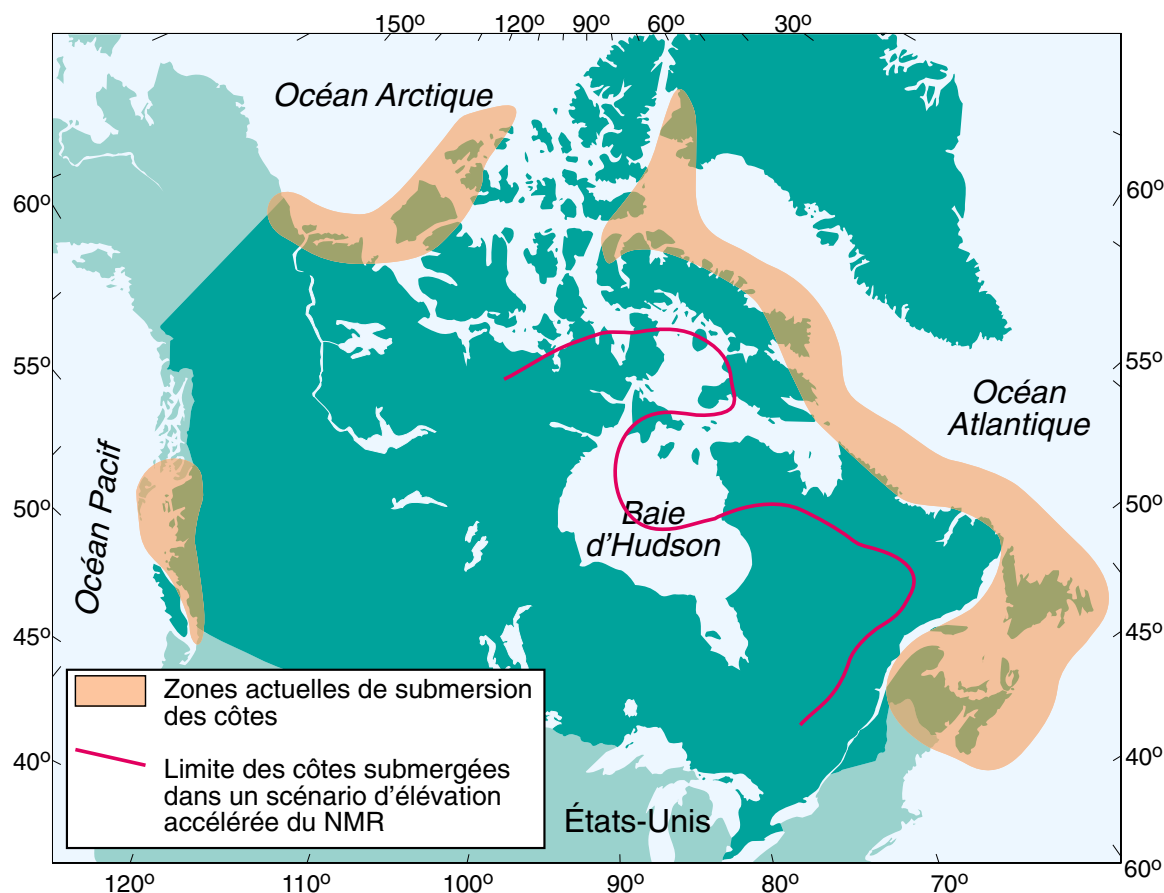 150º 120º 90º 60º 30º
Océan Arctique
60º
60º
55º
55º
Océan
Atlantique
Océan Pacif
50º
50º
Baie
d'Hudson
45º
45º
Zones actuelles de submersion
des côtes
Limite des côtes submergées
dans un scénario d'élévation
accélérée du NMR
40º
40º
États-Unis
120º 110º 100º 90º 80º 70º 60º